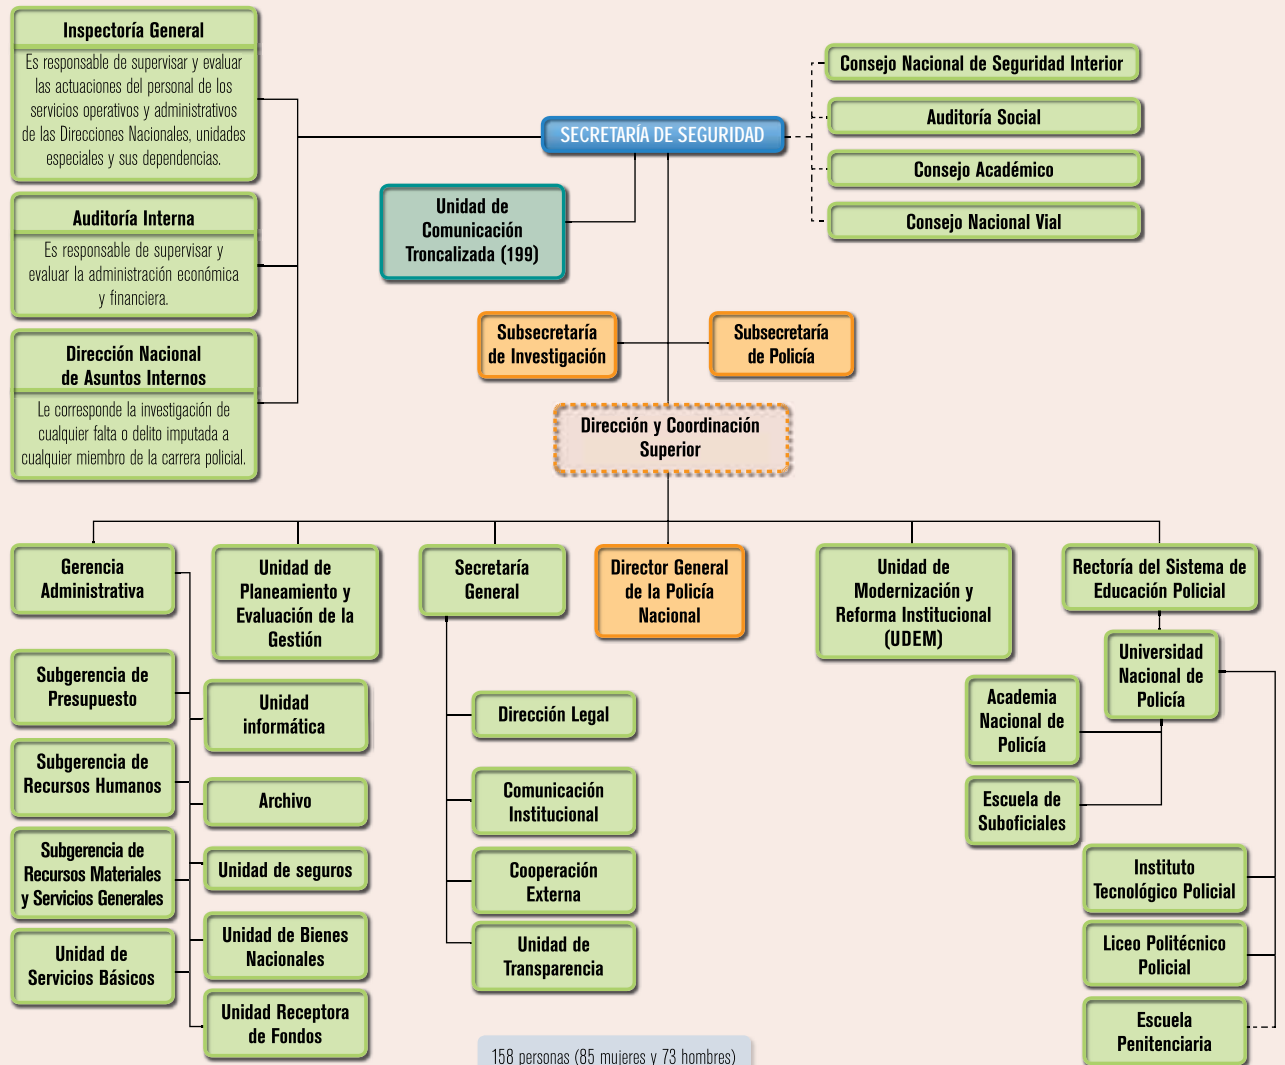 Inspectoría General
Es responsable de supervisar y evaluar
las actuaciones del personal de los
servicios operativos y administrativos
de las Direcciones Nacionales, unidades
especiales y sus dependencias.
Auditoría Interna
Es responsable de supervisar y
evaluar la administración económica
y financiera.
Dirección Nacional
de Asuntos Internos
Le corresponde la investigación de
cualquier falta o delito imputada a
cualquier miembro de la carrera policial.
SECRETARÍA DE SEGURIDAD
Consejo Nacional de Seguridad Interior
Auditoría Social
Consejo Académico
Consejo Nacional Vial
Unidad de
Comunicación
Troncalizada (199)
Subsecretaría
de Investigación
Subsecretaría
de Policía
Dirección y Coordinación
Superior
Gerencia
Administrativa
Unidad de
Planeamiento y
Evaluación de la
Gestión
Secretaría
General
Director General
de la Policía
Nacional
Unidad de
Modernización y
Reforma Institucional
(UDEM)
Rectoría del Sistema de
Educación Policial
Subgerencia de
Presupuesto
Subgerencia de
Recursos Humanos
Subgerencia de
Recursos Materiales
y Servicios Generales
Unidad de
Servicios Básicos
Unidad
informática
Archivo
Unidad de seguros
Unidad de Bienes
Nacionales
Unidad Receptora
de Fondos
Dirección Legal
Comunicación
Institucional
Cooperación
Externa
Unidad de
Transparencia
Universidad
Nacional de
Policía
Academia
Nacional de
Policía
Escuela de
Suboficiales
Instituto
Tecnológico Policial
Liceo Politécnico
Policial
Escuela
Penitenciaria
158 personas (85 mujeres y 73 hombres)